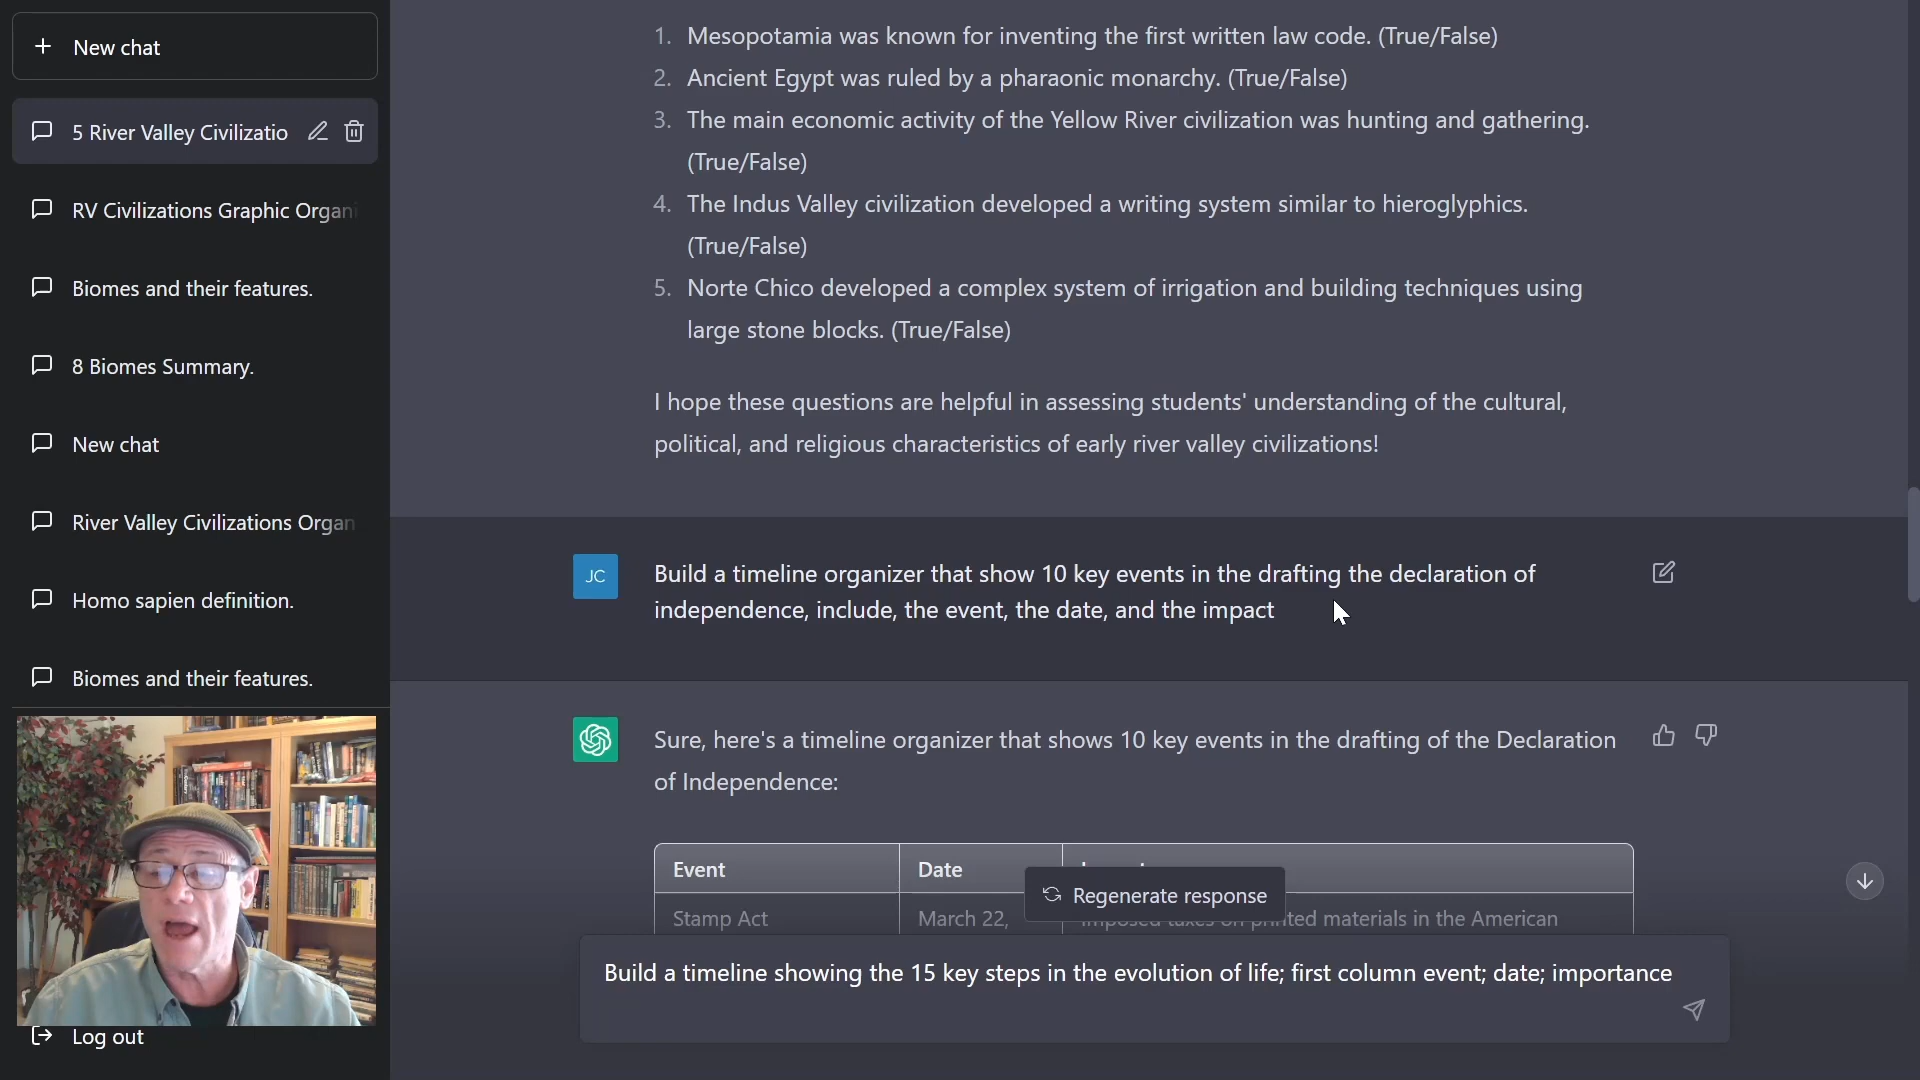 New chat
5 River Valley Civilizatio
RV Civilizations Graphic Organi
Biomes and their features.
8 Biomes Summary.
New chat
River Valley Civilizations Organ
Homo sapien definition.
Biomes and their features.
Log out
1. Mesopotamia was known for inventing the first written law code. (True/False)
2. Ancient Egypt was ruled by a pharaonic monarchy. (True/False)
3. The main economic activity of the Yellow River civilization was hunting and gathering.
(True/False)
4. The Indus Valley civilization developed a writing system similar to hieroglyphics.
(True/False)
5. Norte Chico developed a complex system of irrigation and building techniques using
large stone blocks. (True/False)
I hope these questions are helpful in assessing students' understanding of the cultural,
political, and religious characteristics of early river valley civilizations!
JC
Build a timeline organizer that show 10 key events in the drafting the declaration of
independence, include, the event, the date, and the impact
Sure, here's a timeline organizer that shows 10 key events in the drafting of the Declaration
of Independence:
Event Date
Regenerate response
Stamp Act March 22, Imposed taxes on printed materials in the American
Build a timeline showing the 15 key steps in the evolution of life; first column event; date; importance